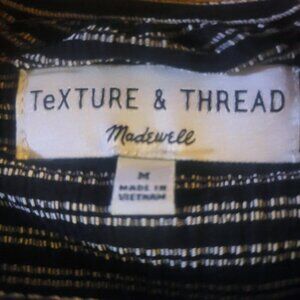 TeXTURE & THREAD
Madewell
M
MADE IN
VIETNAM